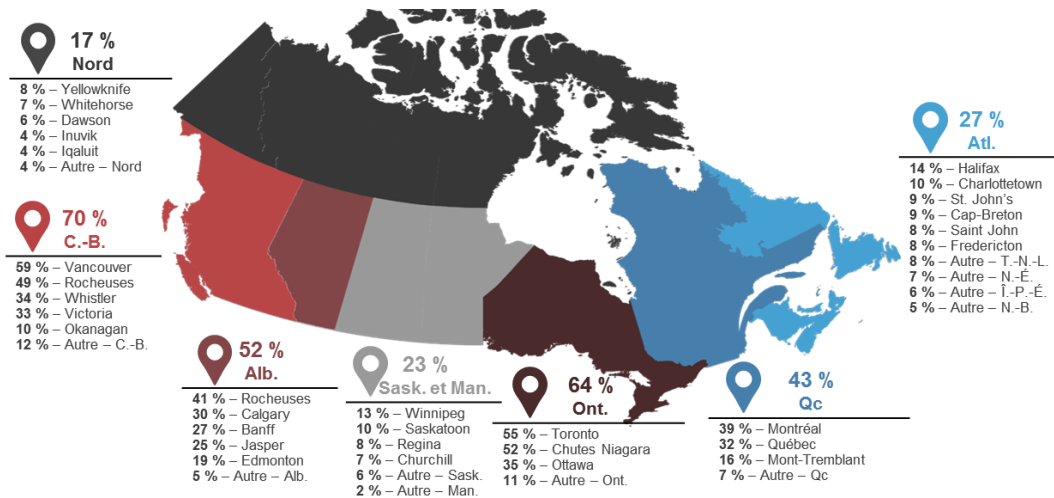 17 %
Nord
8 % – Yellowknife
7 % – Whitehorse
6 % – Dawson
4 % – Inuvik
4 % – Iqaluit
4 % – Autre – Nord
70 %
C.-B.
59 % – Vancouver
49 % – Rocheuses
34 % – Whistler
33 % – Victoria
10 % – Okanagan
12 % – Autre – C.-B.
52 %
Alb.
41 % – Rocheuses
30 % – Calgary
27 % – Banff
25 % – Jasper
19 % – Edmonton
5 % – Autre – Alb.
23 %
Sask. et Man.
13 % – Winnipeg
10 % – Saskatoon
8 % – Regina
7 % – Churchill
6 % – Autre – Sask.
2 % – Autre – Man.
64 %
Ont.
55 % – Toronto
52 % – Chutes Niagara
35 % – Ottawa
11 % – Autre – Ont.
43 %
Qc
39 % – Montréal
32 % – Québec
16 % – Mont-Tremblant
7 % – Autre – Qc
27 %
Atl.
14 % – Halifax
10 % – Charlottetown
9 % – St. John's
9 % – Cap-Breton
8 % – Saint John
8 % – Fredericton
8 % – Autre – T.-N.-L.
7 % – Autre – N.-É.
6 % – Autre – Î.-P.-É.
5 % – Autre – N.-B.